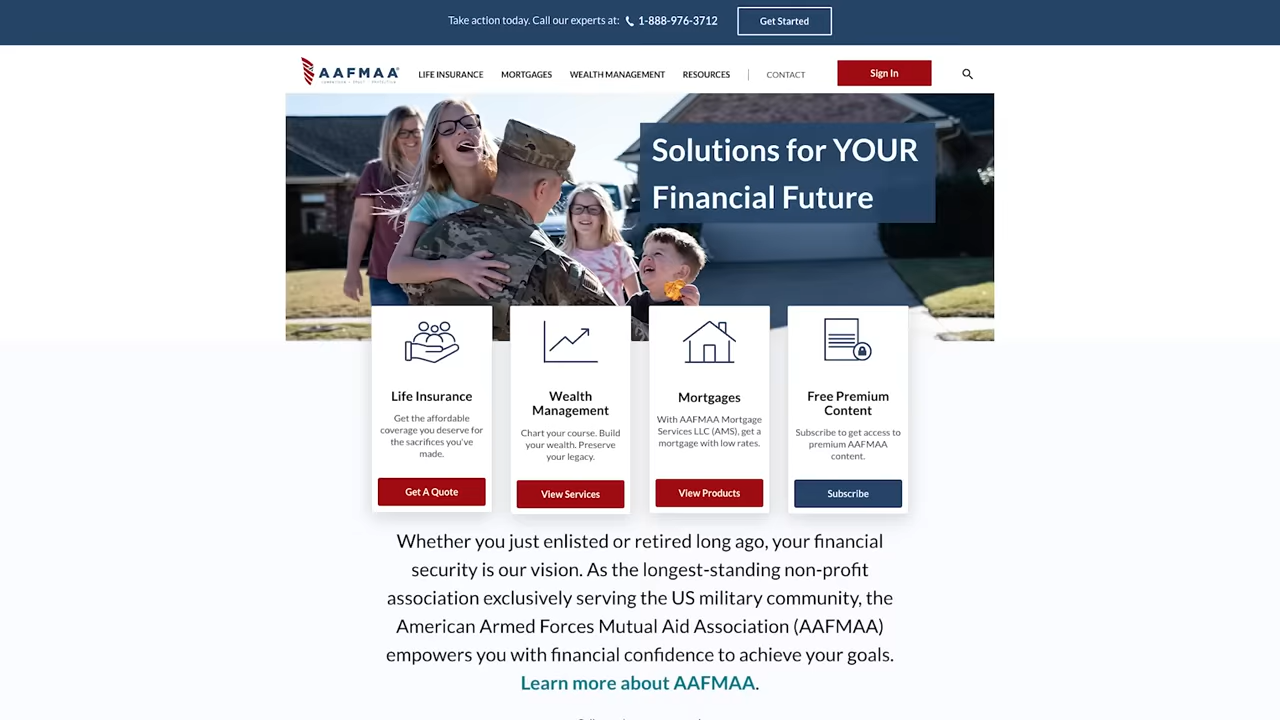 Take action today. Call our experts at: 1-888-976-3712 Get Started
AAFMAA® LIFE INSURANCE MORTGAGES WEALTH MANAGEMENT RESOURCES CONTACT Sign In
Solutions for YOUR
Financial Future
Life Insurance
Get the affordable
coverage you deserve for
the sacrifices you've
made.
Get A Quote
Wealth
Management
Chart your course. Build
your wealth. Preserve
your legacy.
View Services
Mortgages
With AAFMAA Mortgage
Services LLC (AMS), get a
mortgage with low rates.
View Products
Free Premium
Content
Subscribe to get access to
premium AAFMAA
content.
Subscribe
Whether you just enlisted or retired long ago, your financial
security is our vision. As the longest-standing non-profit
association exclusively serving the US military community, the
American Armed Forces Mutual Aid Association (AAFMAA)
empowers you with financial confidence to achieve your goals.
Learn more about AAFMAA.